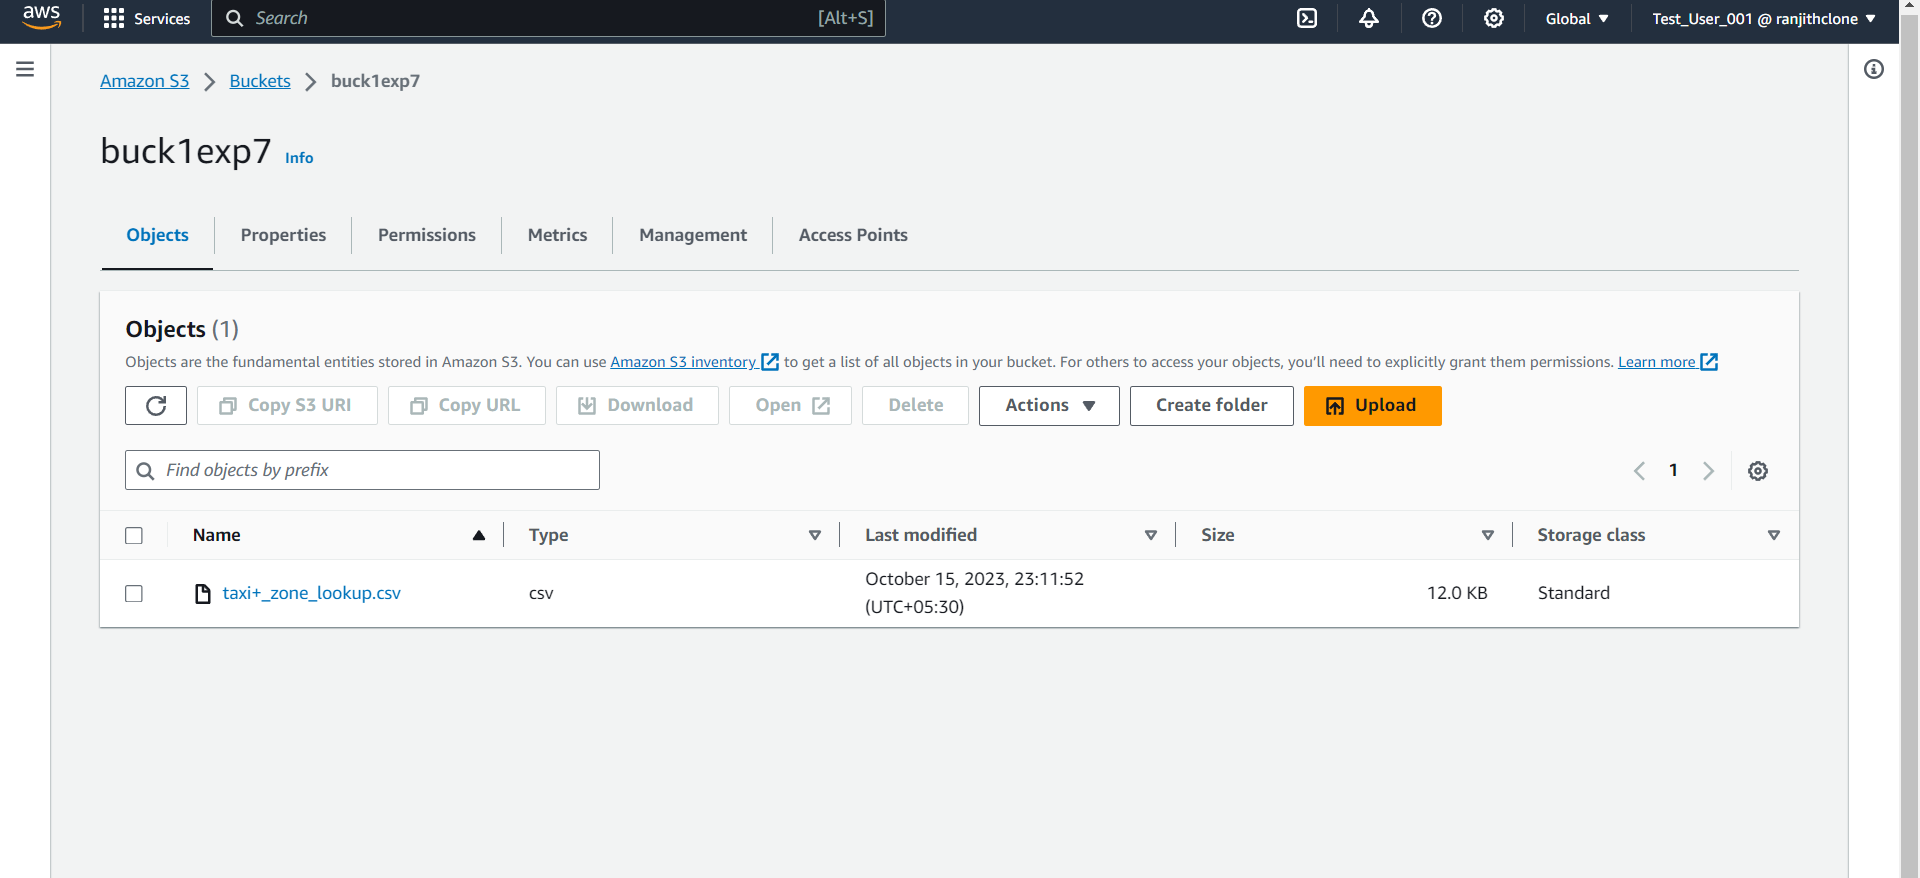 aws Services Search [Alt+S] Global Test_User_001 @ ranjithclone
Amazon S3 Buckets buck1exp7
buck1exp7 Info
Objects Properties Permissions Metrics Management Access Points
Objects (1)
Objects are the fundamental entities stored in Amazon S3. You can use Amazon S3 inventory to get a list of all objects in your bucket. For others to access your objects, you’ll need to explicitly grant them permissions. Learn more
Copy S3 URI Copy URL Download Open Delete Actions Create folder Upload
Find objects by prefix 1
Name Type Last modified Size Storage class
taxi+_zone_lookup.csv csv October 15, 2023, 23:11:52 (UTC+05:30) 12.0 KB Standard